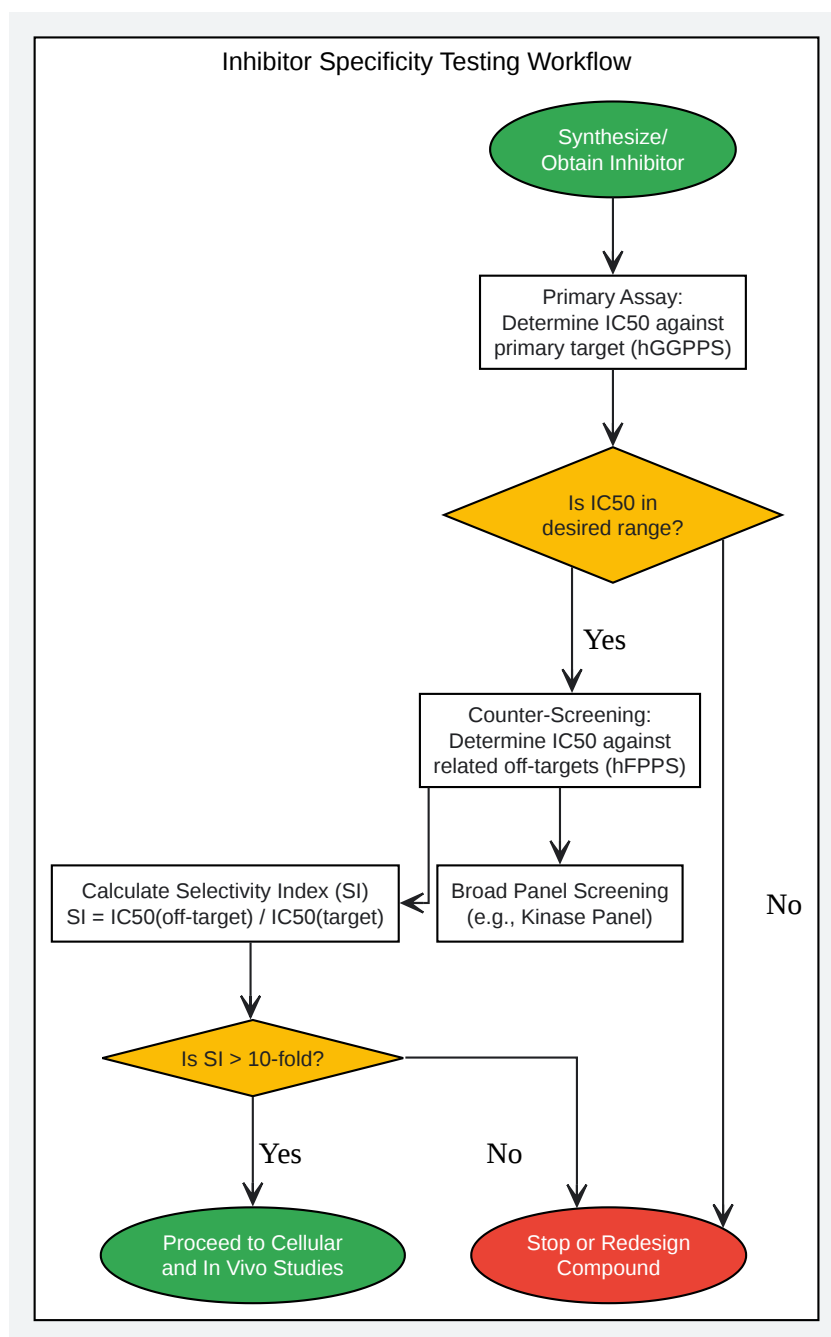 Inhibitor Specificity Testing Workflow
Synthesize/
Obtain Inhibitor
Primary Assay:
Determine IC50 against
primary target (hGGPPS)
Is IC50 in
desired range?
Yes
Counter-Screening:
Determine IC50 against
related off-targets (hFPPS)
Calculate Selectivity Index (SI)
SI = IC50(off-target) / IC50(target)
Broad Panel Screening
(e.g., Kinase Panel)
No
Is SI > 10-fold?
Yes
No
Proceed to Cellular
and In Vivo Studies
Stop or Redesign
Compound